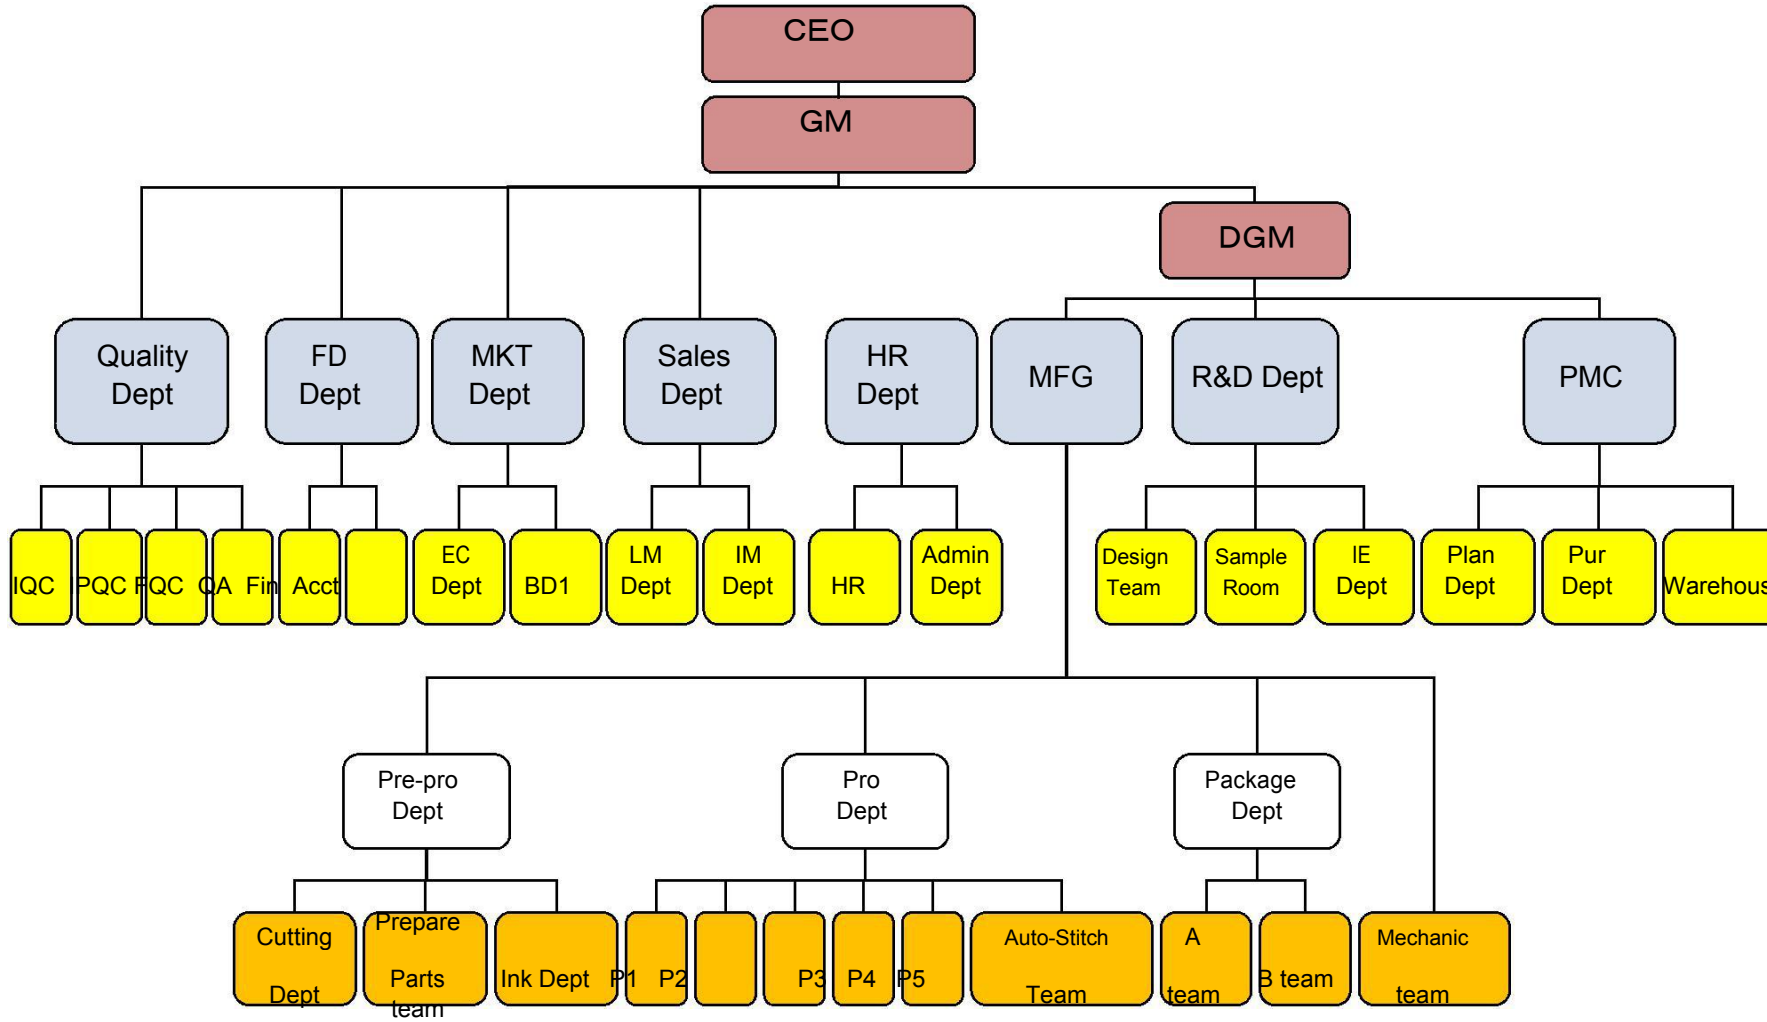 CEO
GM
DGM
Quality
Dept
FD
Dept
MKT
Dept
Sales
Dept
HR
Dept
MFG
R&D Dept
PMC
IQC
IPQC
FQC
QA
Fin
Acct
EC
Dept
BD1
LM
Dept
IM
Dept
HR
Admin
Dept
Design
Team
Sample
Room
IE
Dept
Plan
Dept
Pur
Dept
Warehous
Pre-pro
Dept
Pro
Dept
Package
Dept
Cutting
Dept
Prepare
Parts
team
Ink Dept
P1
P2
P3
P4
P5
Auto-Stitch
Team
A
team
B team
Mechanic
team